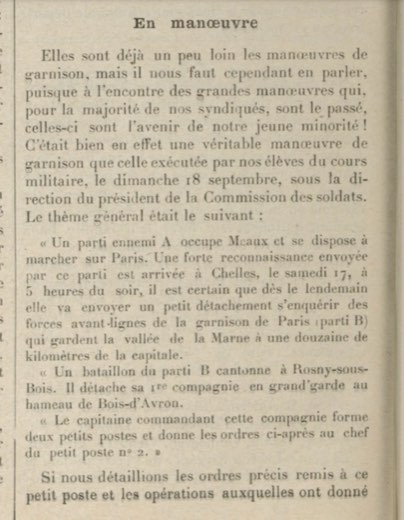 En manœuvre
Elles sont déjà un peu loin les manœuvres de
garnison, mais il nous faut cependant en parler,
puisque à l'encontre des grandes manœuvres qui,
pour la majorité de nos syndiqués, sont le passé,
celles-ci sont l'avenir de notre jeune minorité !
C'était bien en effet une véritable manœuvre de
garnison que celle exécutée par nos élèves du cours
militaire, le dimanche 18 septembre, sous la di-
rection du président de la Commission des soldats.
Le thème général était le suivant :
« Un parti ennemi A occupe Meaux et se dispose à
marcher sur Paris. Une forte reconnaissance envoyée
par ce parti est arrivée à Chelles, le samedi 17, à
5 heures du soir, il est certain que dès le lendemain
elle va envoyer un petit détachement s'enquérir des
forces avant-lignes de la garnison de Paris (parti B)
qui gardent la vallée de la Marne à une douzaine de
kilomètres de la capitale.
« Un bataillon du parti B cantonne à Rosny-sous-
Bois. Il détache sa 1re compagnie en grand'garde au
hameau de Bois-d'Avron.
« Le capitaine commandant cette compagnie forme
deux petits postes et donne les ordres ci-après au chef
du petit poste n° 2. »
Si nous détaillions les ordres précis remis à ce
petit poste et les opérations auxquelles ont donné